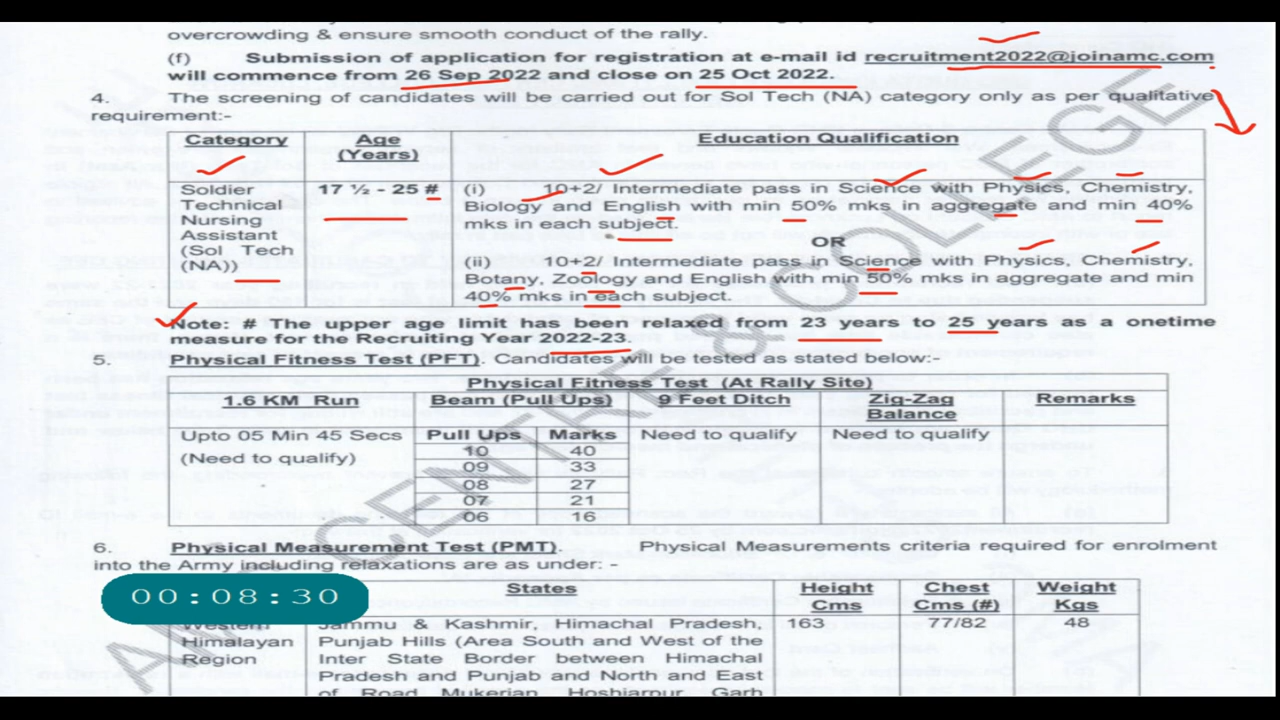 overcrowding & ensure smooth conduct of the rally.
(f) Submission of application for registration at e-mail id recruitment2022@joinamc.com
will commence from 26 Sep 2022 and close on 25 Oct 2022.
4. The screening of candidates will be carried out for Sol Tech (NA) category only as per qualitative
requirement:-
Category Age (Years) Education Qualification
Soldier Technical Nursing Assistant (Sol Tech (NA))
17 ½ - 25 #
(i) 10+2/ Intermediate pass in Science with Physics, Chemistry,
Biology and English with min 50% mks in aggregate and min 40%
mks in each subject.
OR
(ii) 10+2/ Intermediate pass in Science with Physics, Chemistry,
Botany, Zoology and English with min 50% mks in aggregate and min
40% mks in each subject.
Note: # The upper age limit has been relaxed from 23 years to 25 years as a onetime
measure for the Recruiting Year 2022-23.
5. Physical Fitness Test (PFT). Candidates will be tested as stated below:-
Physical Fitness Test (At Rally Site)
1.6 KM Run Beam (Pull Ups) 9 Feet Ditch Zig-Zag Balance Remarks
Upto 05 Min 45 Secs Pull Ups Marks Need to qualify Need to qualify
(Need to qualify)
10 40
09 33
08 27
07 21
06 16
6. Physical Measurement Test (PMT). Physical Measurement criteria required for enrolment
into the Army including relaxations are as under: -
00:08:30
States Height Cms Chest Cms (#) Weight Kgs
Western Himalayan Region
Jammu & Kashmir, Himachal Pradesh, 163 77/82 48
Punjab Hills (Area South and West of the
Inter State Border between Himachal
Pradesh and Punjab and North and East
of Road Mukerian, Hoshiarpur, Garh
CENTRE & COLLEGE